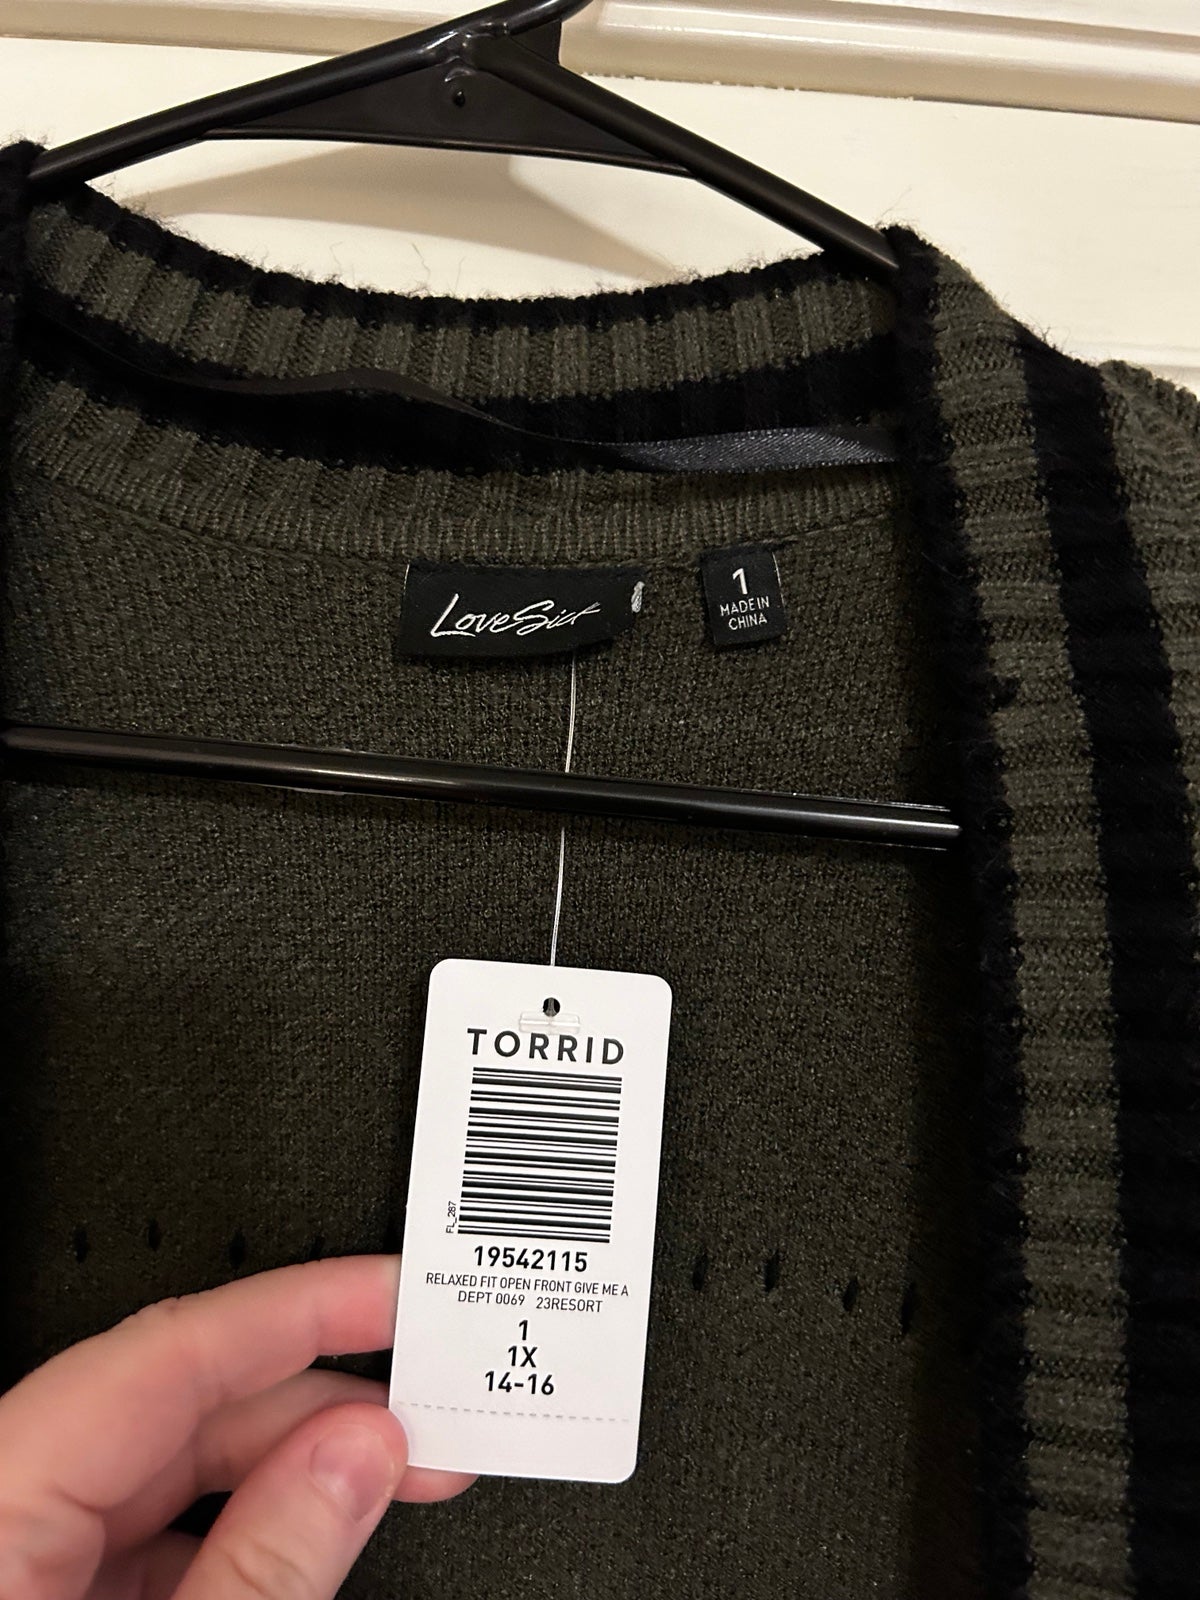 LoveSick
1
MADE IN
CHINA
TORRID
FL_287
19542115
RELAXED FIT OPEN FRONT GIVE ME A
DEPT 0069 23RESORT
1
1X
14-16